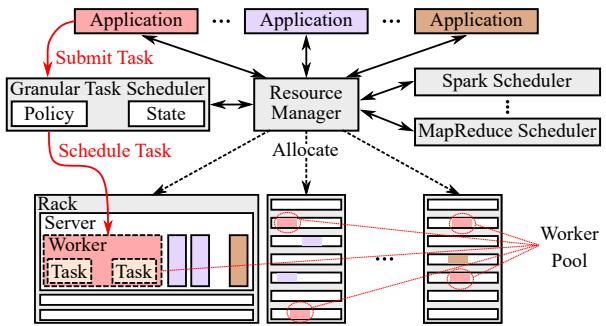 Application
...
Application
...
Application
Submit Task
Granular Task Scheduler
Policy
State
Resource
Manager
Spark Scheduler
MapReduce Scheduler
Schedule Task
Allocate
Rack
Server
Worker
Task
Task
...
Worker
Pool